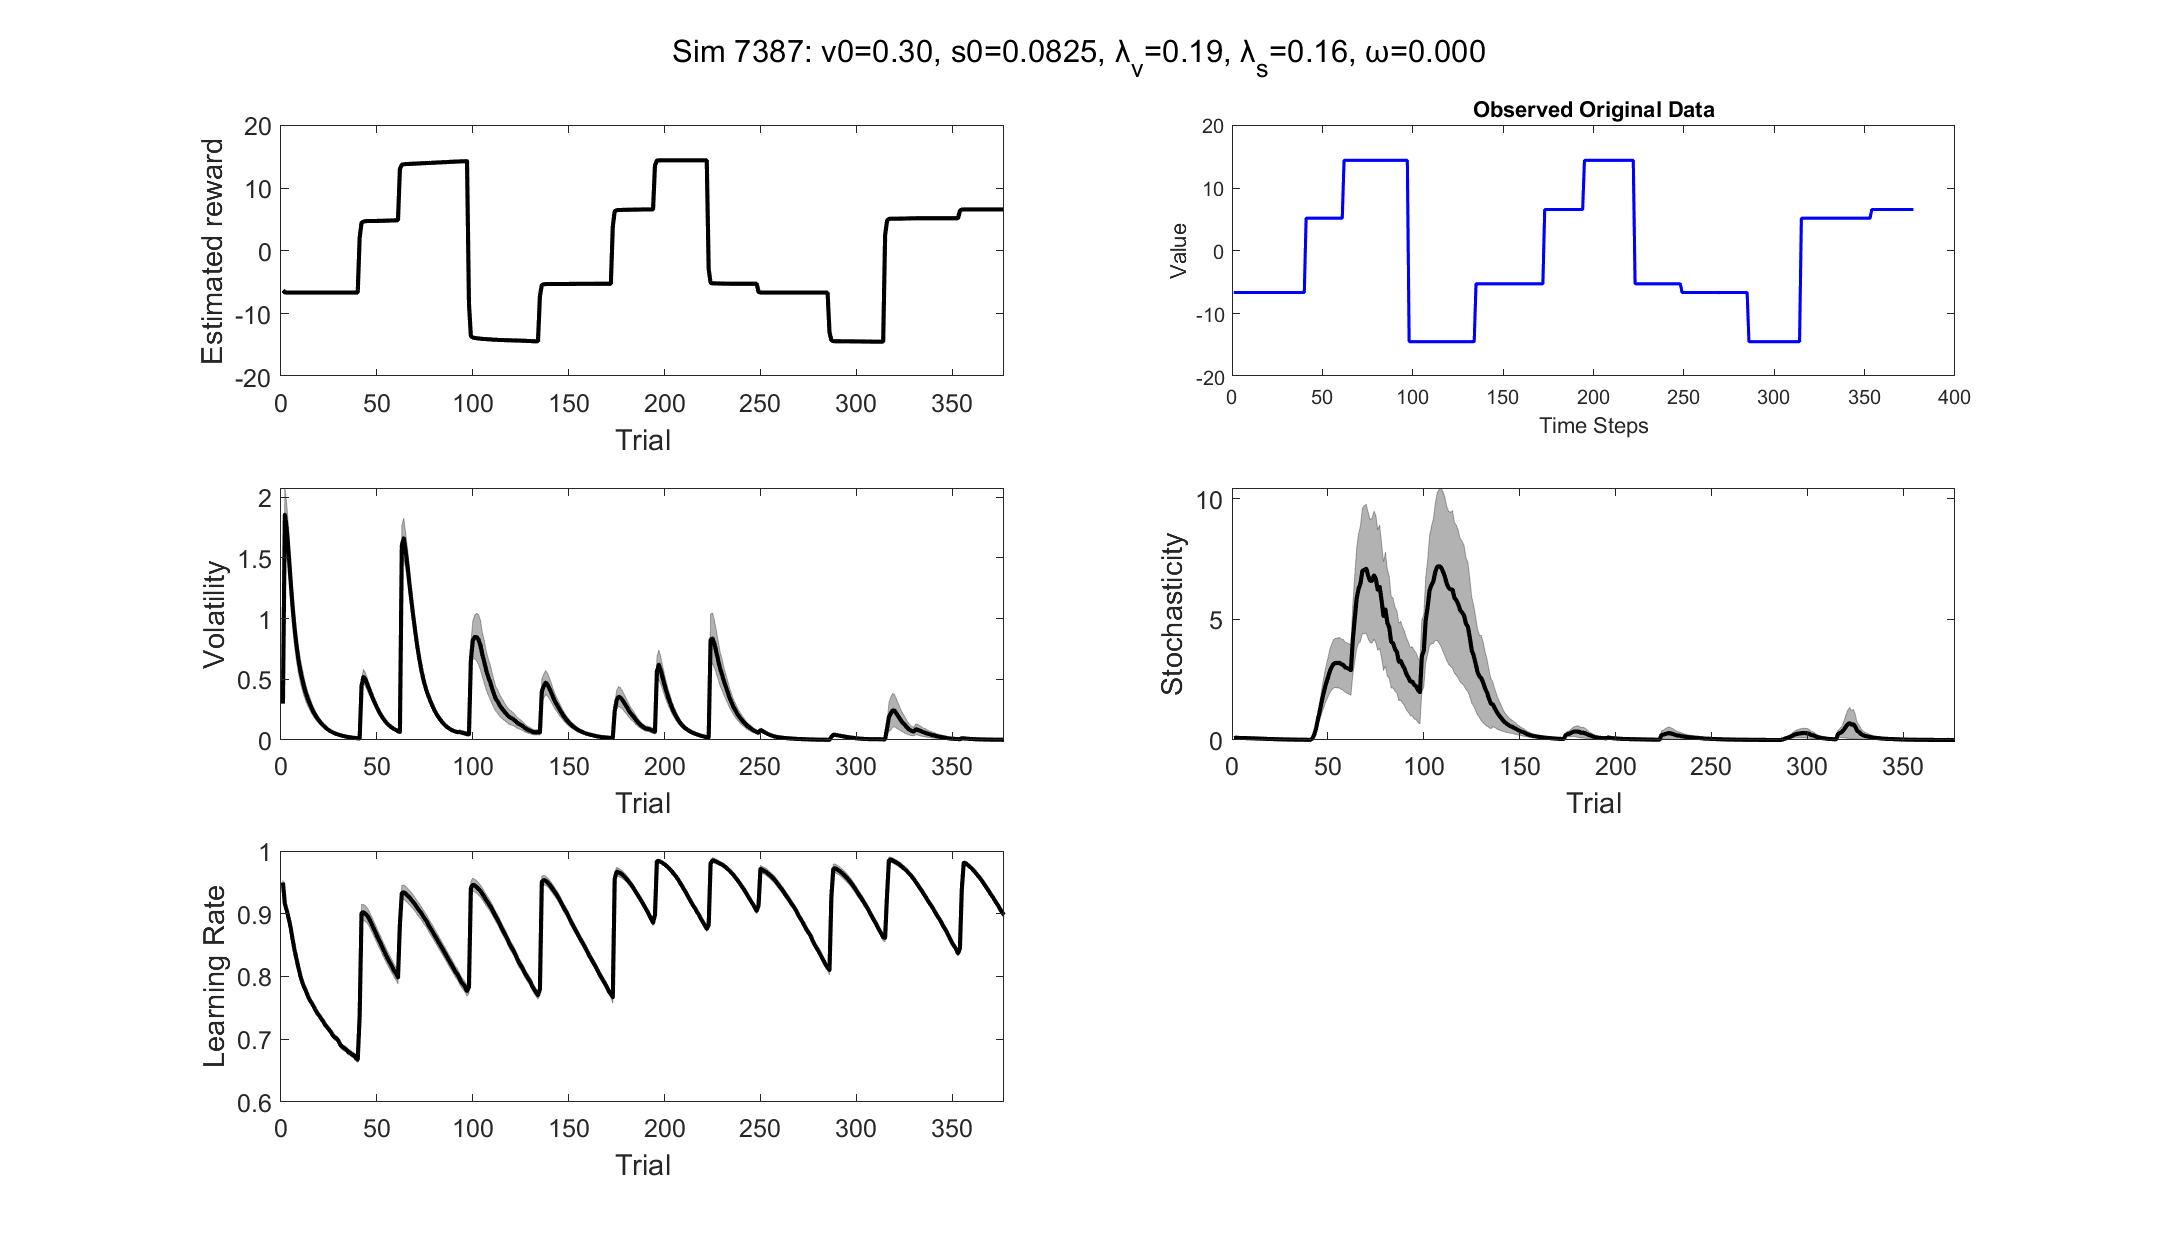 Sim 7387: v0=0.30, s0=0.0825, λ_v=0.19, λ_s=0.16, ω=0.000
Estimated reward
20
10
0
-10
-20
0 50 100 150 200 250 300 350
Trial
Observed Original Data
Value
20
10
0
-10
-20
0 50 100 150 200 250 300 350 400
Time Steps
Volatility
2
1.5
1
0.5
0
0 50 100 150 200 250 300 350
Trial
Stochasticity
10
5
0
0 50 100 150 200 250 300 350
Trial
Learning Rate
1
0.9
0.8
0.7
0.6
0 50 100 150 200 250 300 350
Trial